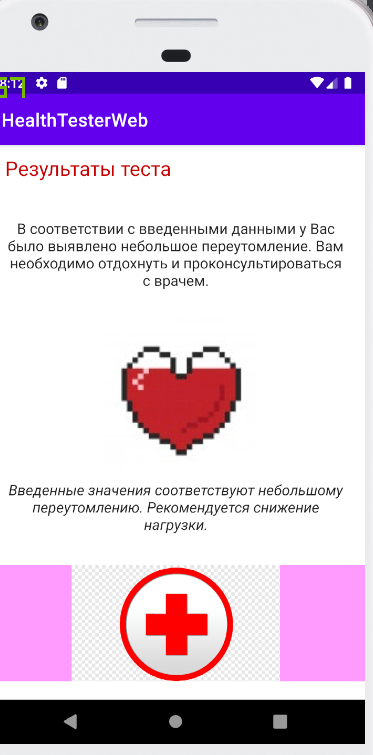 8:12
HealthTesterWeb
Результаты теста
В соответствии с введенными данными у Вас
было выявлено небольшое переутомление. Вам
необходимо отдохнуть и проконсультироваться
с врачем.
Введенные значения соответствуют небольшому
переутомлению. Рекомендуется снижение
нагрузки.